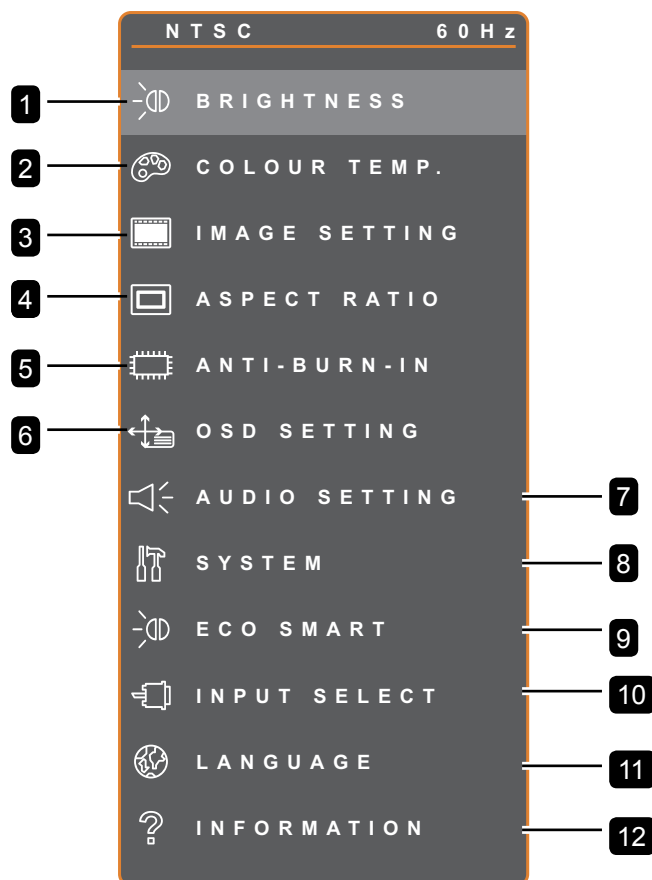 NTSC 60Hz
1 BRIGHTNESS
2 COLOUR TEMP.
3 IMAGE SETTING
4 ASPECT RATIO
5 ANTI-BURN-IN
6 OSD SETTING
AUDIO SETTING 7
SYSTEM 8
ECO SMART 9
INPUT SELECT 10
LANGUAGE 11
INFORMATION 12